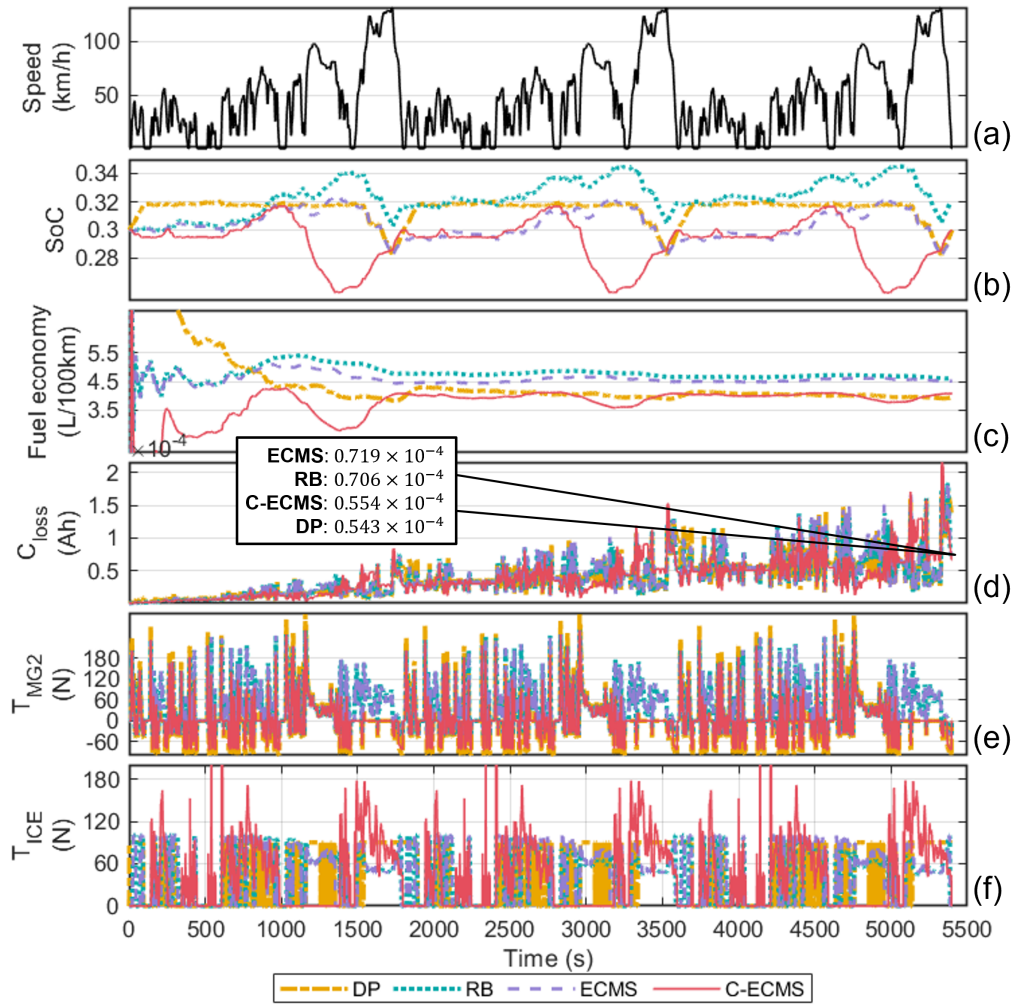 100
50
Speed
(km/h)
(a)
0.34
0.32
0.3
0.28
SoC
(b)
5.5
4.5
3.5
Fuel economy
(L/100km)
(c)
×10⁻⁴
ECMS: 0.719 × 10⁻⁴
RB: 0.706 × 10⁻⁴
C-ECMS: 0.554 × 10⁻⁴
DP: 0.543 × 10⁻⁴
2
1.5
1
0.5
C_loss
(Ah)
(d)
180
120
60
0
-60
T_MG2
(N)
(e)
180
120
60
0
T_ICE
(N)
(f)
0 500 1000 1500 2000 2500 3000 3500 4000 4500 5000 5500
Time (s)
DP RB ECMS C-ECMS